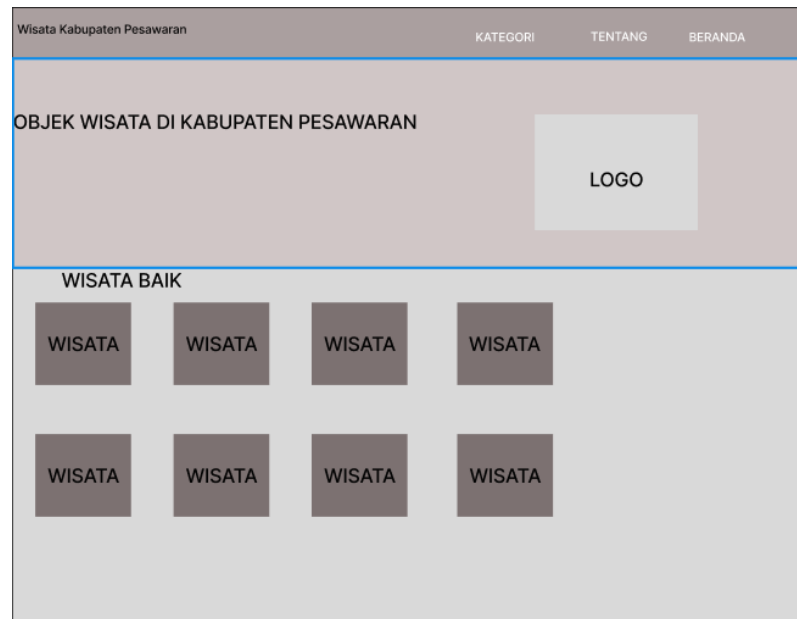 Wisata Kabupaten Pesawaran
KATEGORI TENTANG BERANDA
OBJEK WISATA DI KABUPATEN PESAWARAN
LOGO
WISATA BAIK
WISATA WISATA WISATA WISATA
WISATA WISATA WISATA WISATA